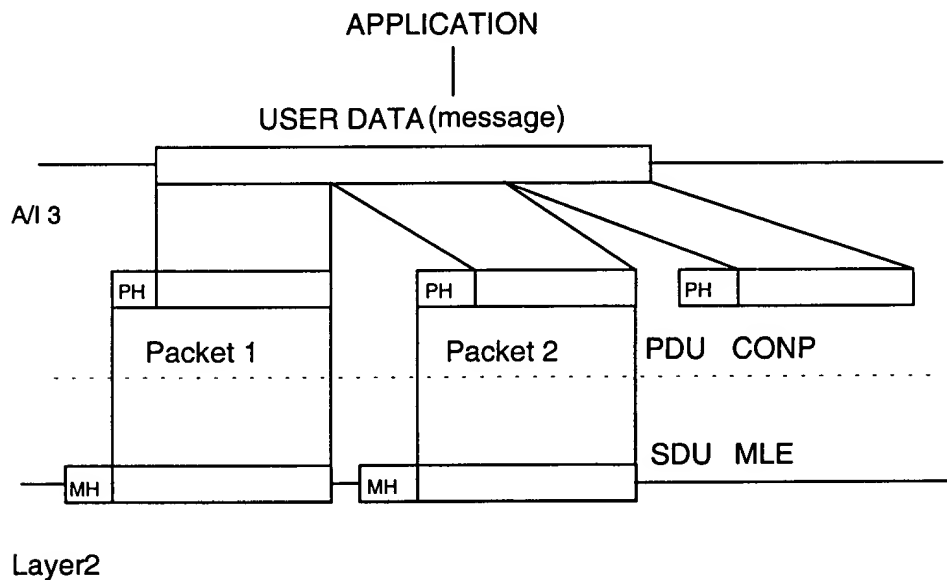 APPLICATION
USER DATA (message)
A/I 3
PH
PH
PH
Packet 1
Packet 2
PDU CONP
SDU MLE
MH
MH
Layer2